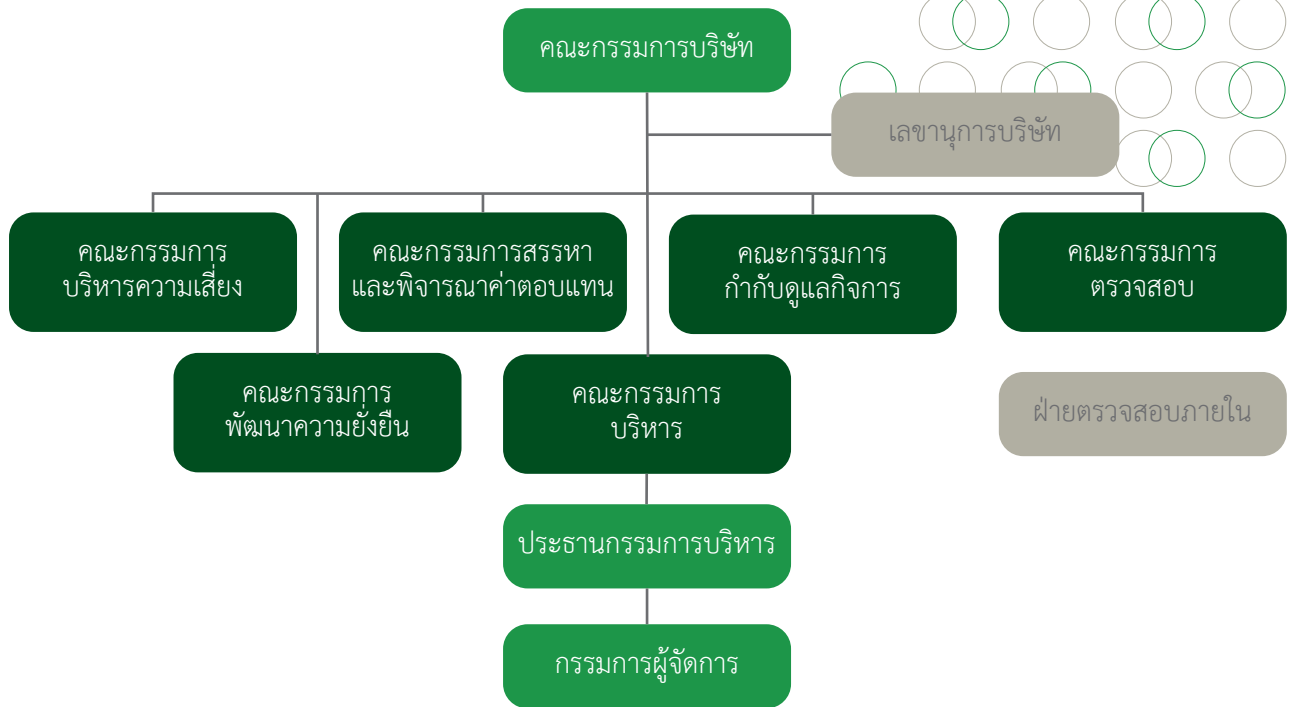 คณะกรรมการบริษัท
เลขานุการบริษัท
คณะกรรมการ
บริหารความเสี่ยง
คณะกรรมการสรรหา
และพิจารณาค่าตอบแทน
คณะกรรมการ
กำกับดูแลกิจการ
คณะกรรมการ
ตรวจสอบ
คณะกรรมการ
พัฒนาความยั่งยืน
คณะกรรมการ
บริหาร
ฝ่ายตรวจสอบภายใน
ประธานกรรมการบริหาร
กรรมการผู้จัดการ